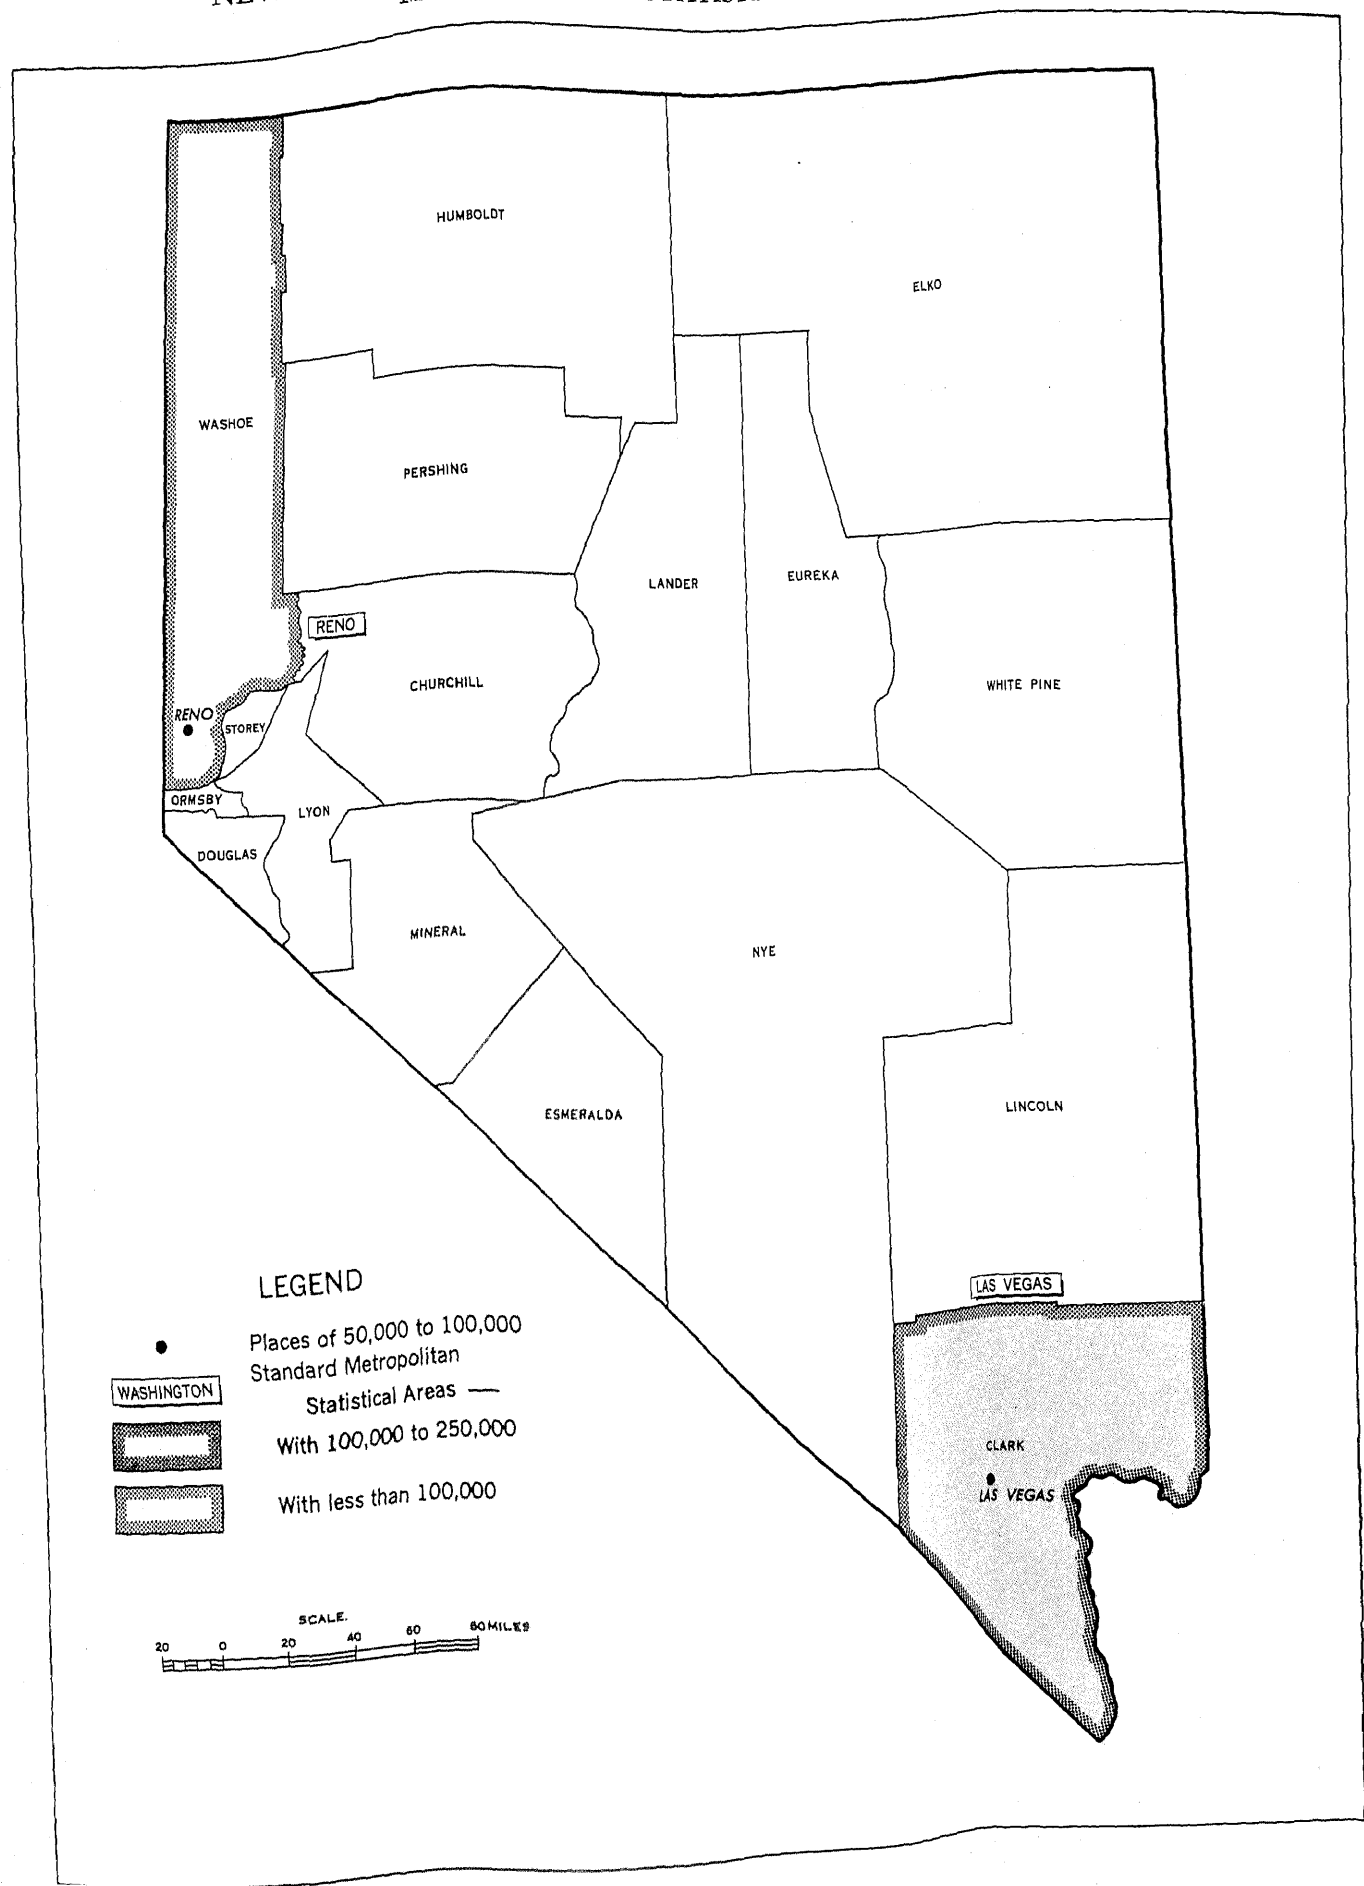 HUMBOLDT
ELKO
WASHOE
PERSHING
LANDER
EUREKA
RENO
CHURCHILL
WHITE PINE
RENO
STOREY
ORMSBY
LYON
DOUGLAS
MINERAL
NYE
ESMERALDA
LINCOLN
LAS VEGAS
CLARK
LAS VEGAS
LEGEND
Places of 50,000 to 100,000
Standard Metropolitan
WASHINGTON
Statistical Areas —
With 100,000 to 250,000
With less than 100,000
SCALE.
20 0 20 40 60 80 MILES